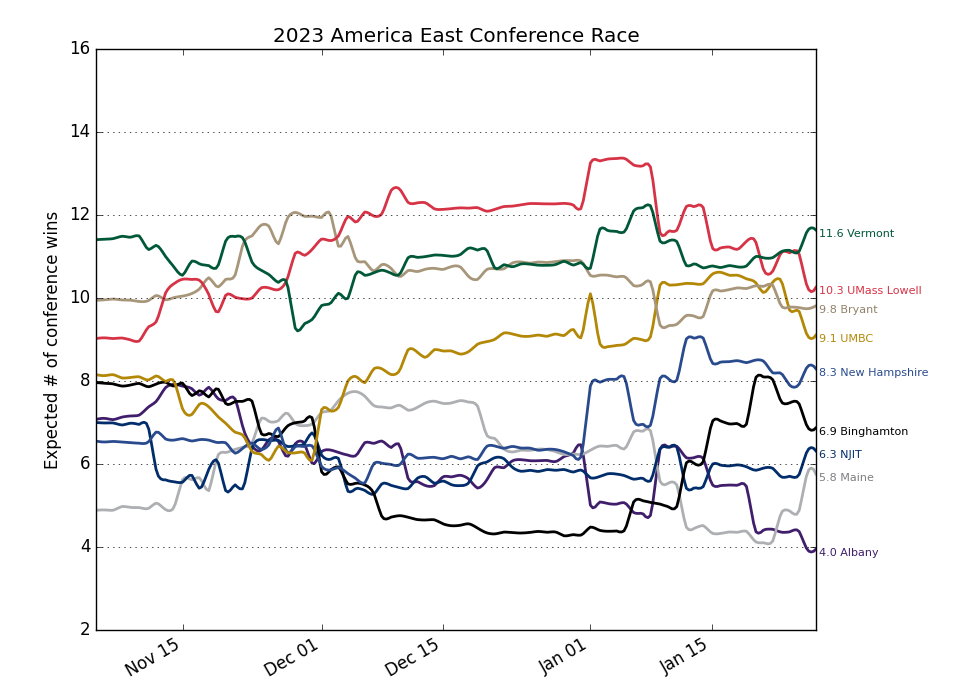 2023 America East Conference Race
Expected # of conference wins
16
14
12
10
8
6
4
2
Nov 15
Dec 01
Dec 15
Jan 01
Jan 15
11.6 Vermont
10.3 UMass Lowell
9.8 Bryant
9.1 UMBC
8.3 New Hampshire
6.9 Binghamton
6.3 NJIT
5.8 Maine
4.0 Albany